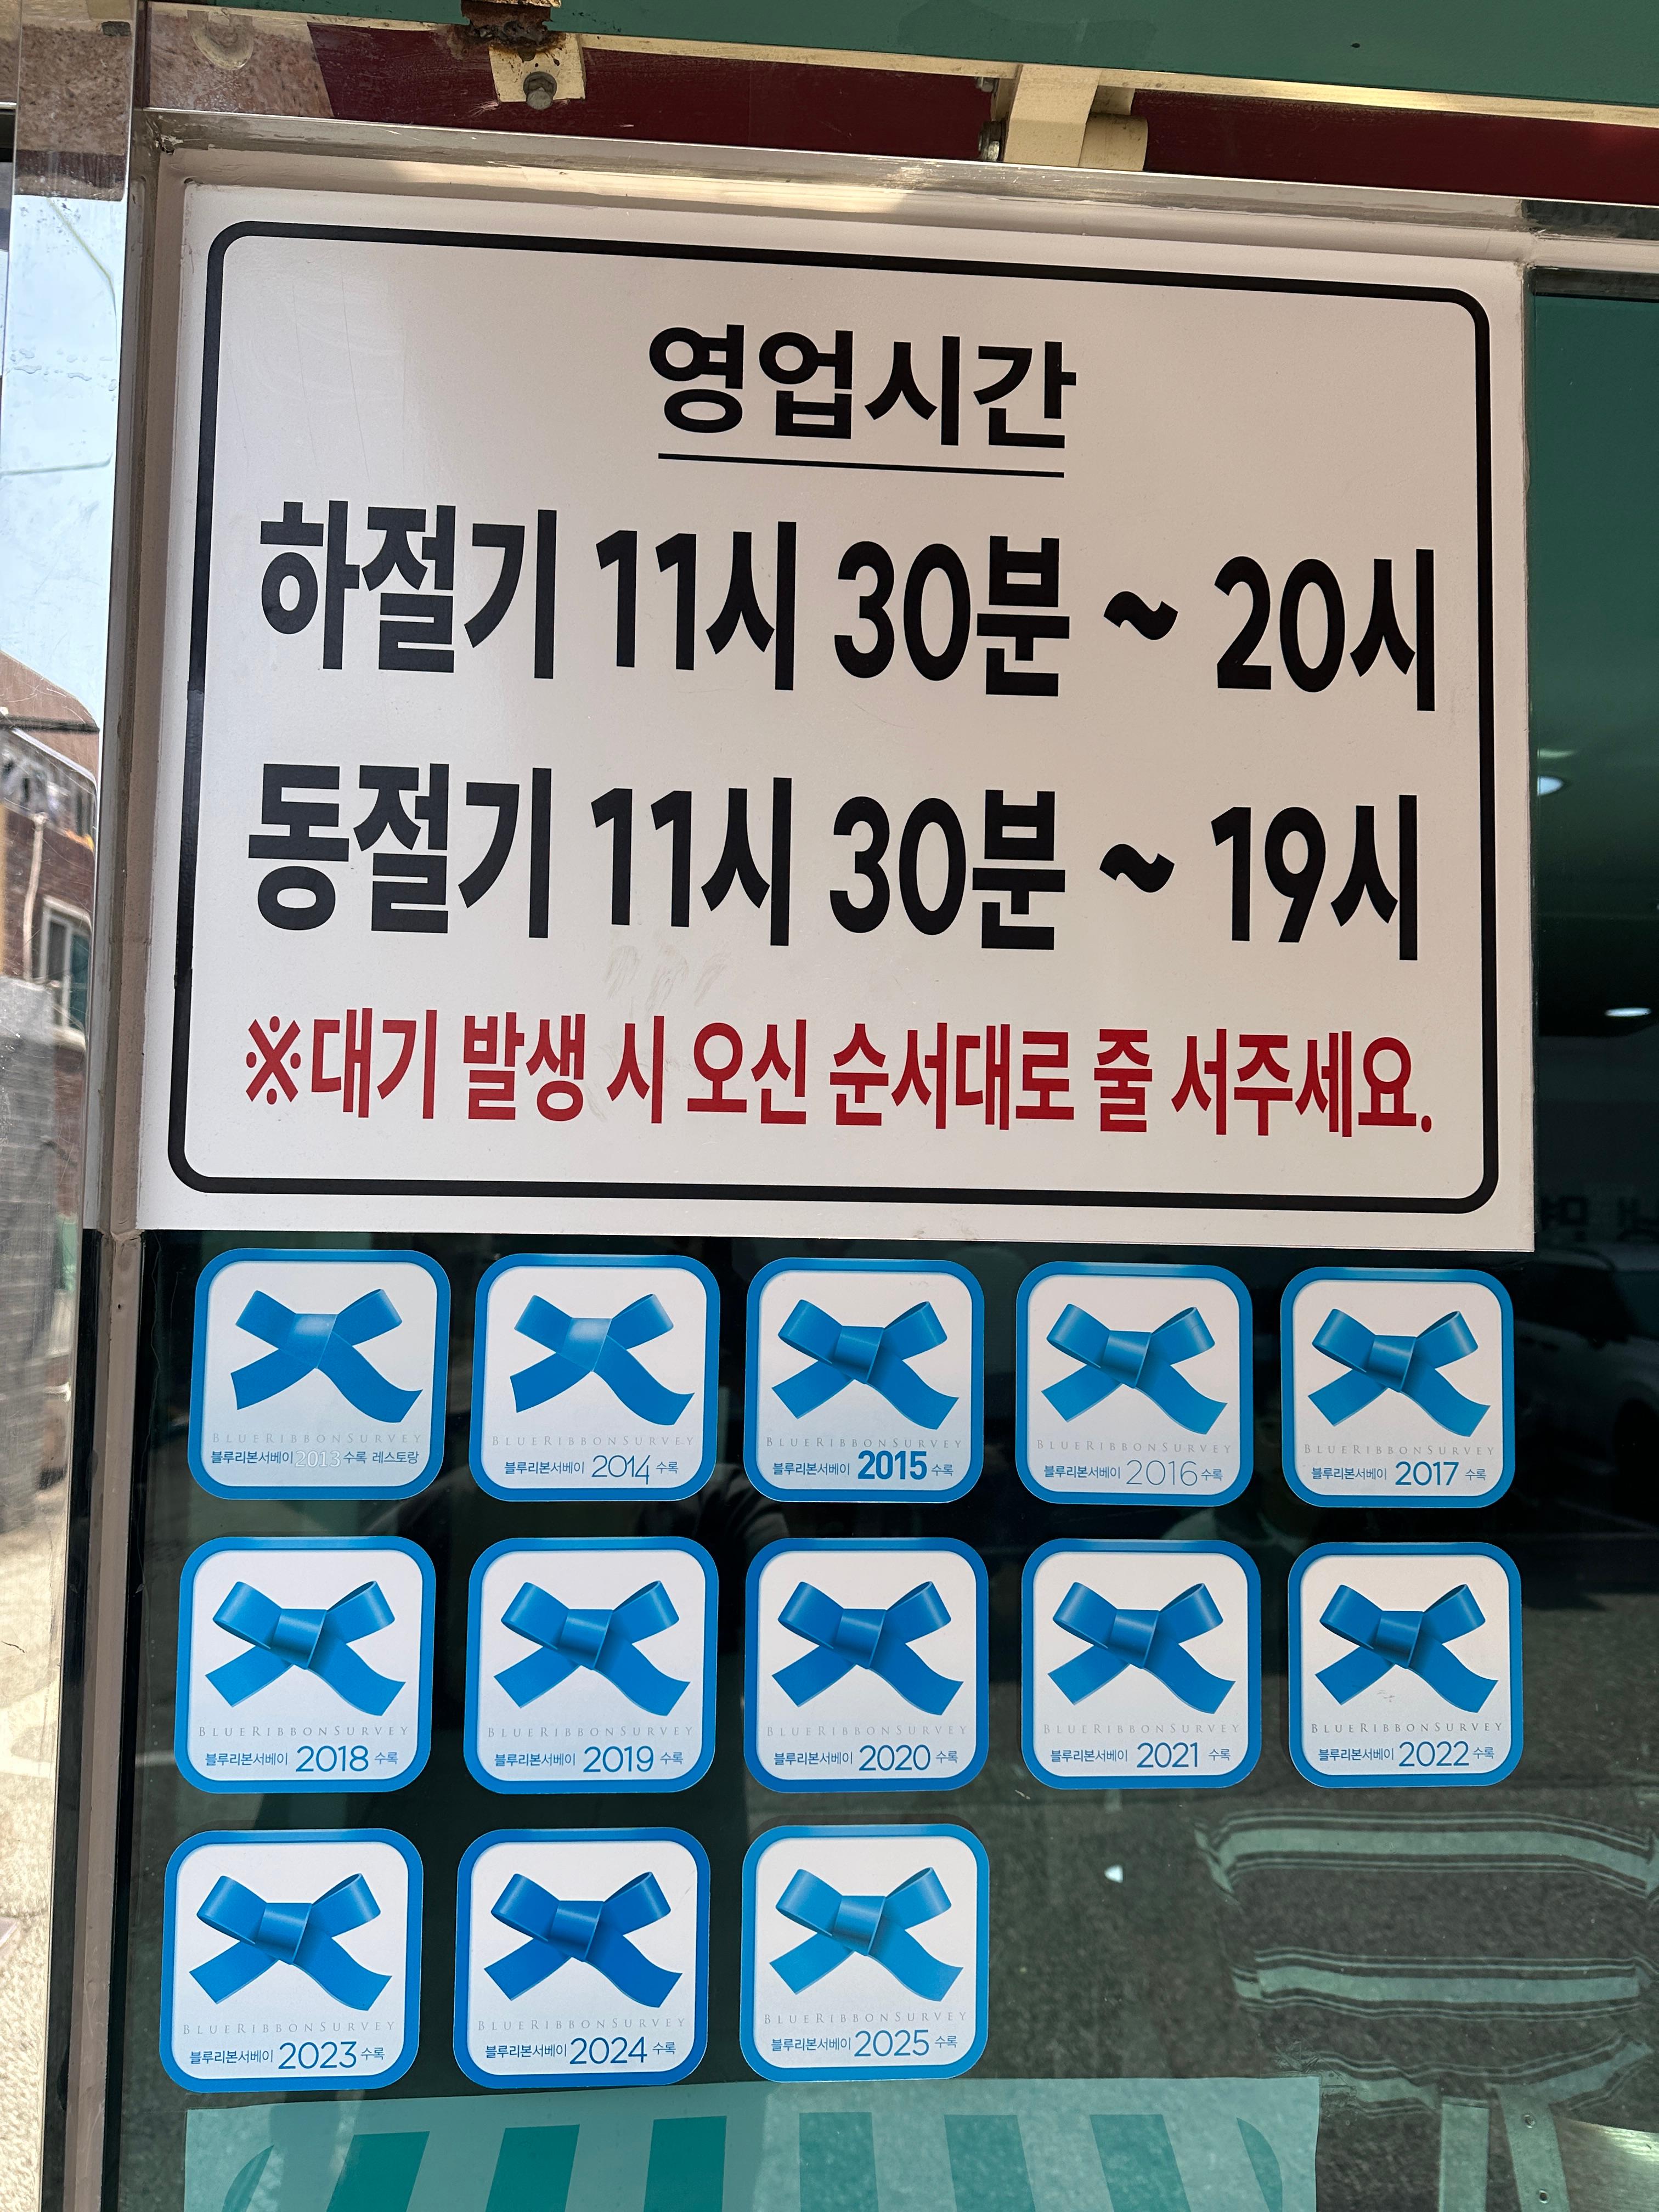 영업시간
하절기 11시 30분 ~ 20시
동절기 11시 30분 ~ 19시
※대기 발생 시 오신 순서대로 줄 서주세요.
BLUERIBBONSURVEY
블루리본서베이 2013 수록 레스토랑
BLUERIBBONSURVEY
블루리본서베이 2014 수록
BLUERIBBONSURVEY
블루리본서베이 2015 수록
BLUERIBBONSURVEY
블루리본서베이 2016 수록
BLUERIBBONSURVEY
블루리본서베이 2017 수록
BLUERIBBONSURVEY
블루리본서베이 2018 수록
BLUERIBBONSURVEY
블루리본서베이 2019 수록
BLUERIBBONSURVEY
블루리본서베이 2020 수록
BLUERIBBONSURVEY
블루리본서베이 2021 수록
BLUERIBBONSURVEY
블루리본서베이 2022 수록
BLUERIBBONSURVEY
블루리본서베이 2023 수록
BLUERIBBONSURVEY
블루리본서베이 2024 수록
BLUERIBBONSURVEY
블루리본서베이 2025 수록